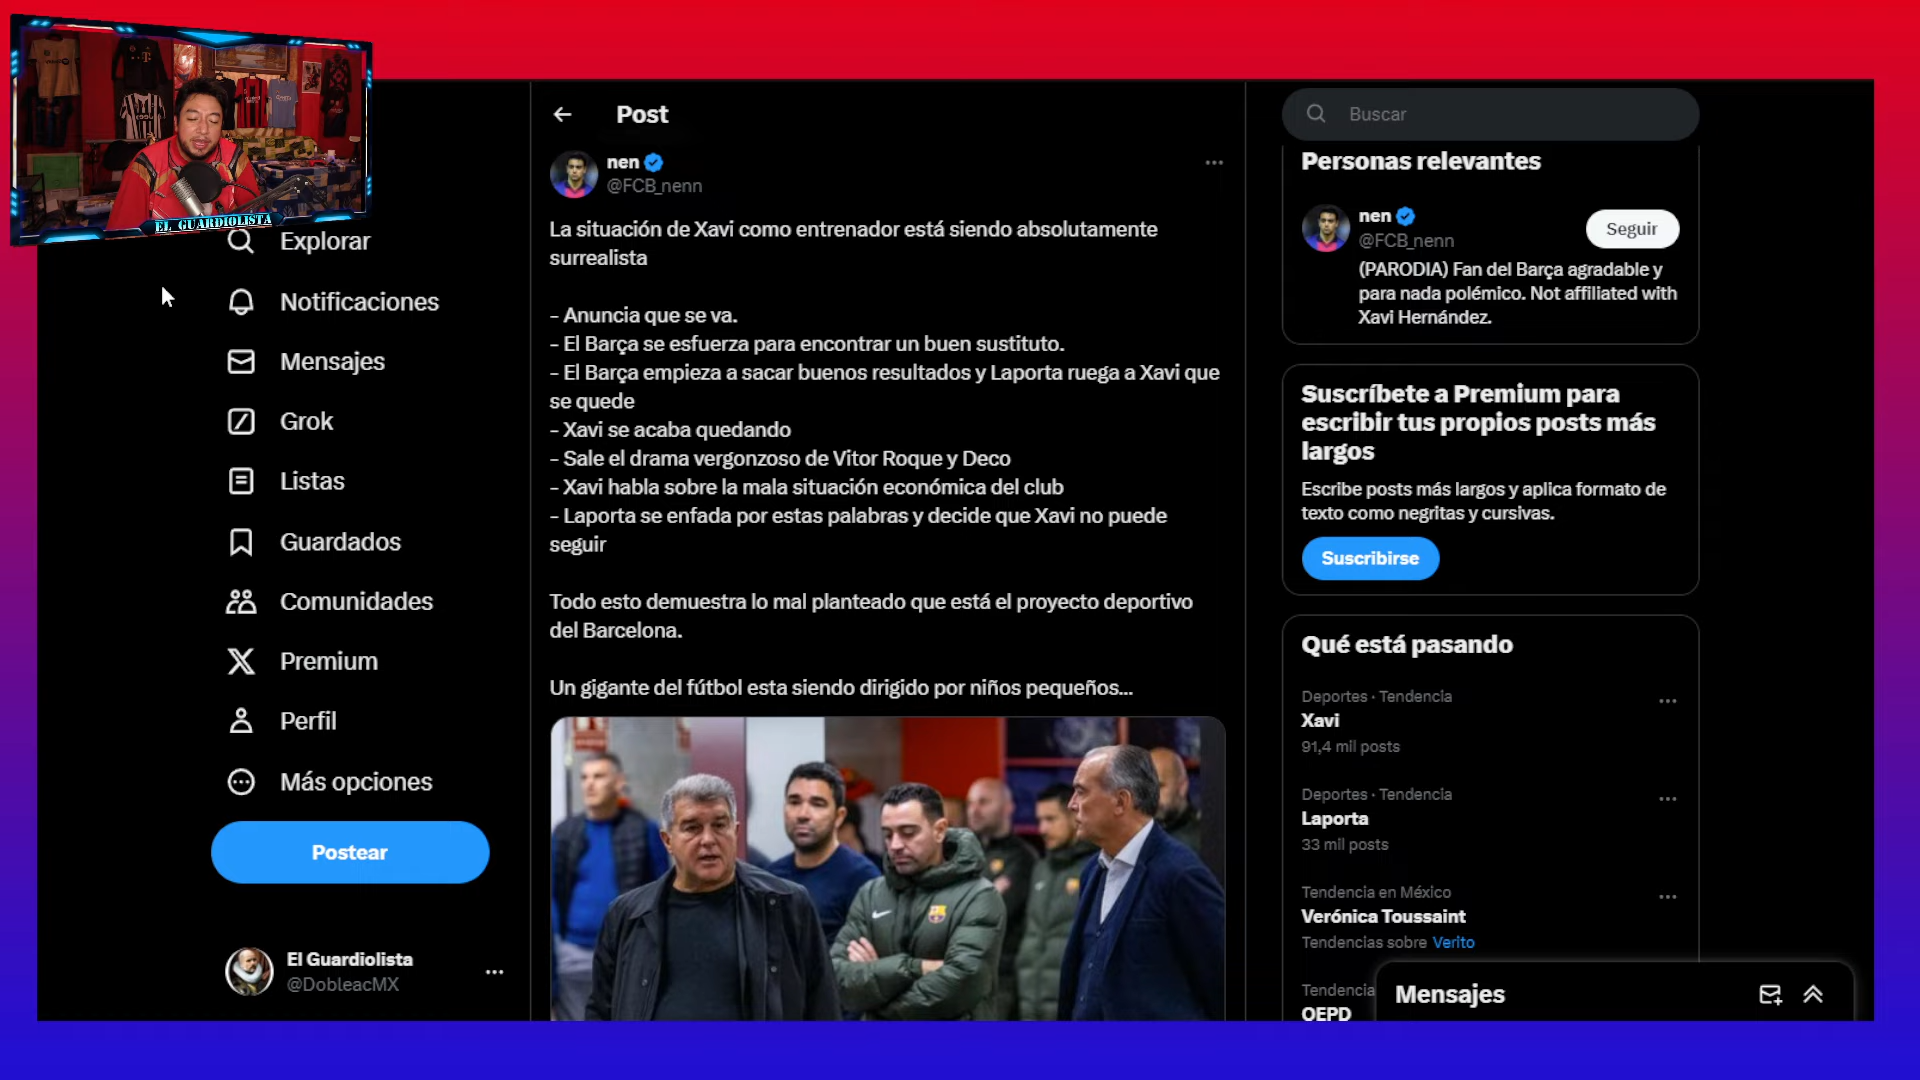 EL GUARDIOLISTA
Explorar
Notificaciones
Mensajes
Grok
Listas
Guardados
Comunidades
Premium
Perfil
Más opciones
Postear
El Guardiolista
@DobleacMX
Post
nen
@FCB_nenn
La situación de Xavi como entrenador está siendo absolutamente
surrealista
- Anuncia que se va.
- El Barça se esfuerza para encontrar un buen sustituto.
- El Barça empieza a sacar buenos resultados y Laporta ruega a Xavi que
se quede
- Xavi se acaba quedando
- Sale el drama vergonzoso de Vitor Roque y Deco
- Xavi habla sobre la mala situación económica del club
- Laporta se enfada por estas palabras y decide que Xavi no puede
seguir
Todo esto demuestra lo mal planteado que está el proyecto deportivo
del Barcelona.
Un gigante del fútbol esta siendo dirigido por niños pequeños...
Buscar
Personas relevantes
nen
@FCB_nenn
Seguir
(PARODIA) Fan del Barça agradable y
para nada polémico. Not affiliated with
Xavi Hernández.
Suscríbete a Premium para
escribir tus propios posts más
largos
Escribe posts más largos y aplica formato de
texto como negritas y cursivas.
Suscribirse
Qué está pasando
Deportes · Tendencia
Xavi
91,4 mil posts
Deportes · Tendencia
Laporta
33 mil posts
Tendencia en México
Verónica Toussaint
Tendencias sobre Verito
Tendencia
OEPD
Mensajes